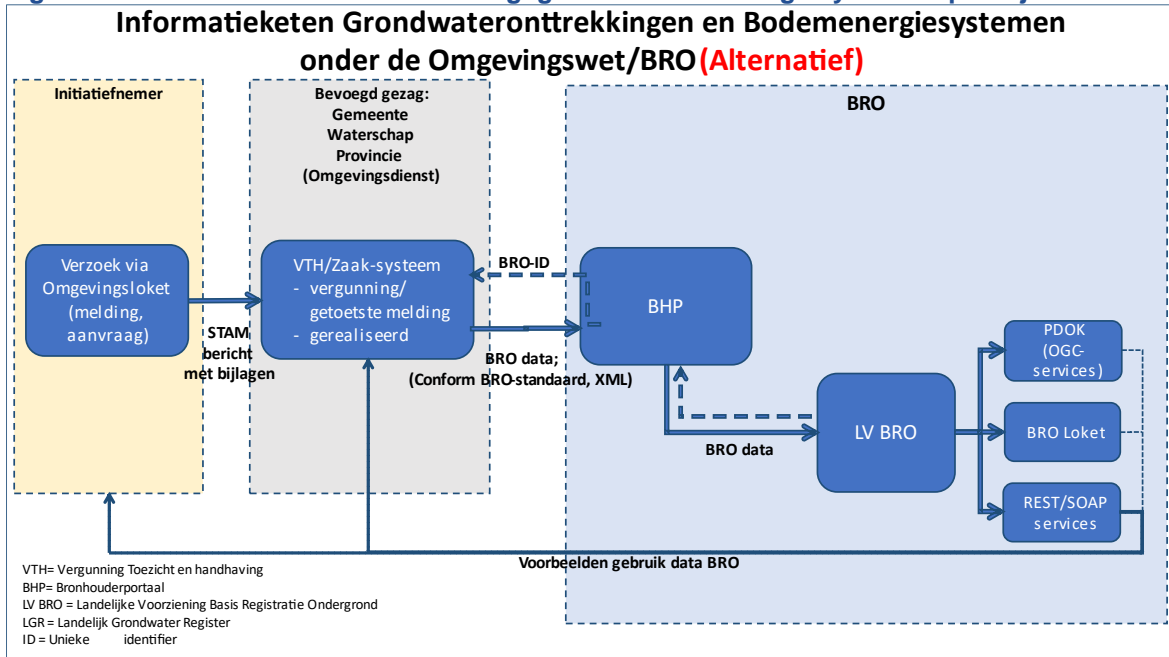 Informatieketen Grondwateronttrekkingen en Bodemenergiesystemen
onder de Omgevingswet/BRO (Alternatief)
Initiatiefnemer
Verzoek via
Omgevingsloket
(melding,
aanvraag)
STAM
bericht
met bijlagen
Bevoegd gezag:
Gemeente
Waterschap
Provincie
(Omgevingsdienst)
VTH/Zaak-systeem
- vergunning/
getoetste melding
- gerealiseerd
BRO-ID
BRO data;
(Conform BRO-standaard, XML)
BRO
BHP
BRO data
LV BRO
PDOK
(OGC-
services)
BRO Loket
REST/SOAP
services
Voorbeelden gebruik data BRO
VTH= Vergunning Toezicht en handhaving
BHP= Bronhouderportaal
LV BRO = Landelijke Voorziening Basis Registratie Ondergrond
LGR = Landelijk Grondwater Register
ID = Unieke identifier